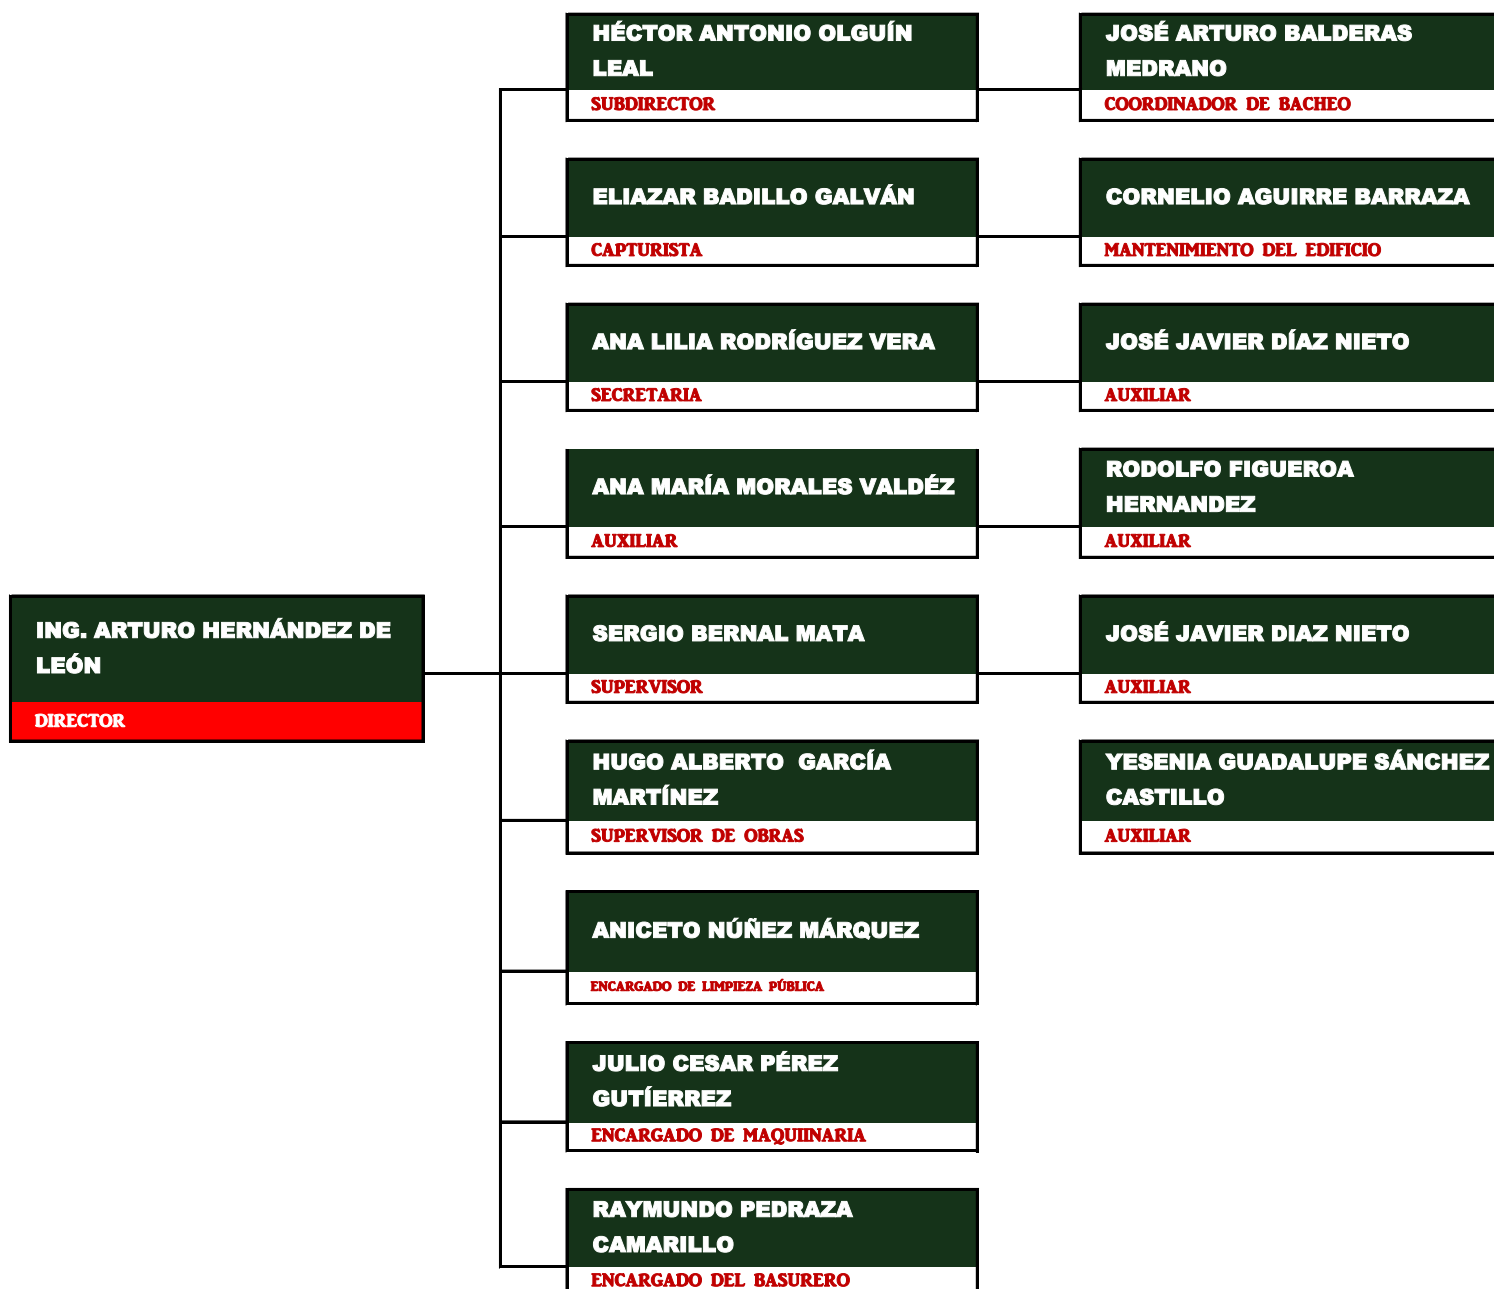 HÉCTOR ANTONIO OLGUÍN
LEAL
SUBDIRECTOR
JOSÉ ARTURO BALDERAS
MEDRANO
COORDINADOR DE BACHEO
ELIAZAR BADILLO GALVÁN
CAPTURISTA
CORNELIO AGUIRRE BARRAZA
MANTENIMIENTO DEL EDIFICIO
ANA LILIA RODRÍGUEZ VERA
SECRETARIA
JOSÉ JAVIER DÍAZ NIETO
AUXILIAR
ANA MARÍA MORALES VALDÉZ
AUXILIAR
RODOLFO FIGUEROA
HERNANDEZ
AUXILIAR
ING. ARTURO HERNÁNDEZ DE
LEÓN
DIRECTOR
SERGIO BERNAL MATA
SUPERVISOR
JOSÉ JAVIER DIAZ NIETO
AUXILIAR
HUGO ALBERTO  GARCÍA
MARTÍNEZ
SUPERVISOR DE OBRAS
YESENIA GUADALUPE SÁNCHEZ
CASTILLO
AUXILIAR
ANICETO NÚÑEZ MÁRQUEZ
ENCARGADO DE LIMPIEZA PÚBLICA
JULIO CESAR PÉREZ
GUTÍERREZ
ENCARGADO DE MAQUIINARIA
RAYMUNDO PEDRAZA
CAMARILLO
ENCARGADO DEL BASURERO